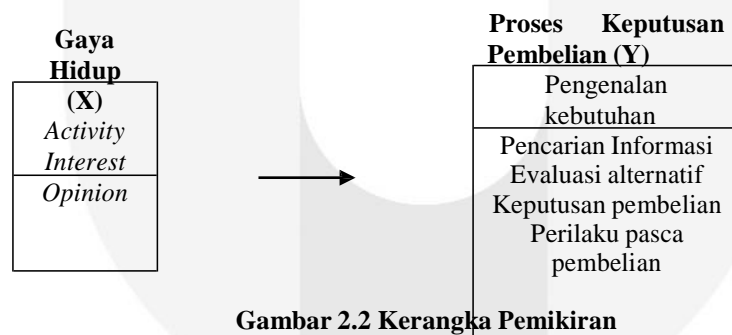 Gaya
Hidup
(X)
Activity
Interest
Opinion
Proses Keputusan
Pembelian (Y)
Pengenalan
kebutuhan
Pencarian Informasi
Evaluasi alternatif
Keputusan pembelian
Perilaku pasca
pembelian
Gambar 2.2 Kerangka Pemikiran